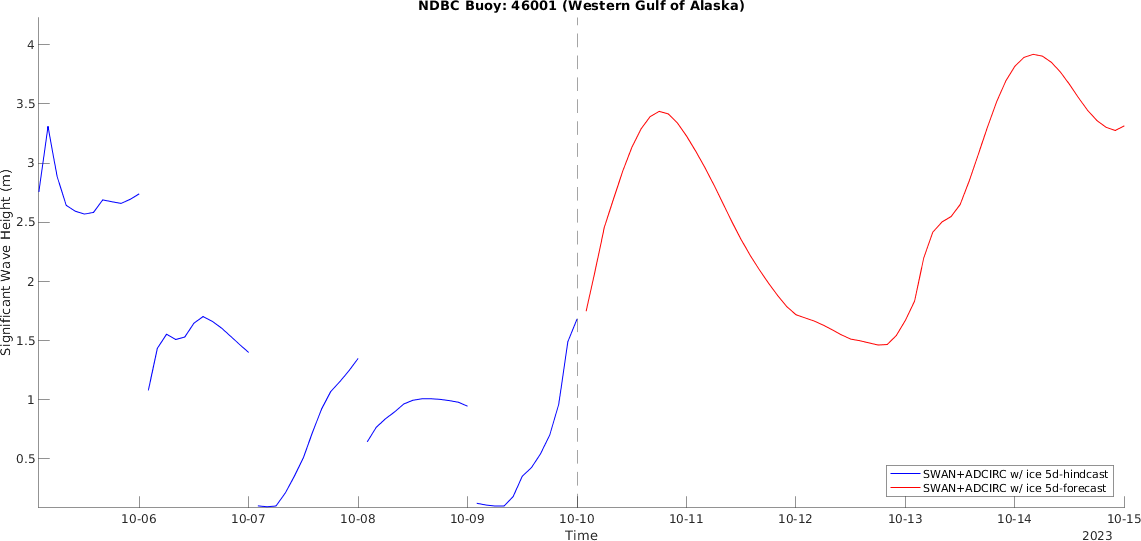 NDBC Buoy: 46001 (Western Gulf of Alaska)
4
3.5
3
2.5
2
1.5
1
0.5
Significant Wave Height (m)
SWAN+ADCIRC w/ ice 5d-hindcast
SWAN+ADCIRC w/ ice 5d-forecast
10-06 10-07 10-08 10-09 10-10 10-11 10-12 10-13 10-14 10-15
Time
2023